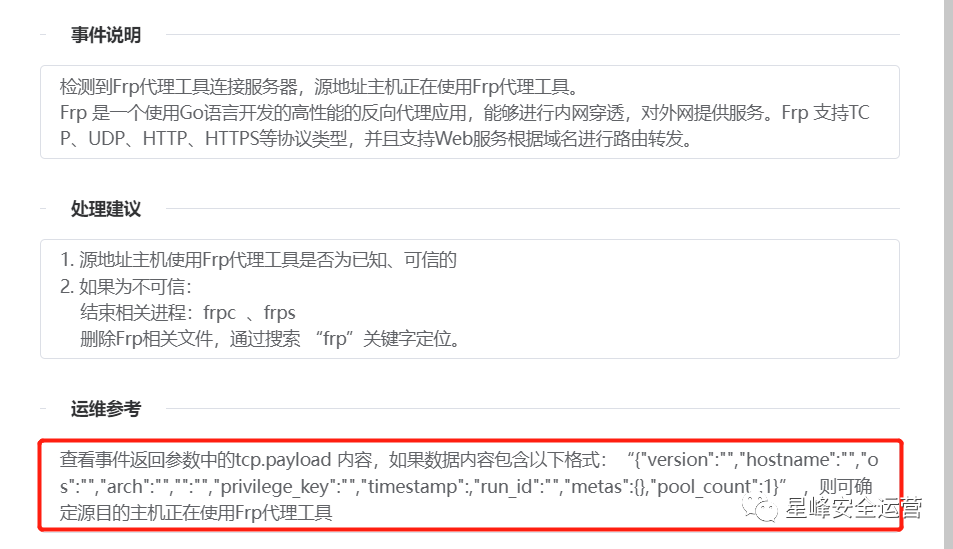 事件说明
检测到Frp代理工具连接服务器，源地址主机正在使用Frp代理工具。
Frp 是一个使用Go语言开发的高性能的反向代理应用，能够进行内网穿透，对外网提供服务。Frp 支持TC
P、UDP、HTTP、HTTPS等协议类型，并且支持Web服务根据域名进行路由转发。
处理建议
1. 源地址主机使用Frp代理工具是否为已知、可信的
2. 如果为不可信：
结束相关进程：frpc 、frps
删除Frp相关文件，通过搜索 “frp”关键字定位。
运维参考
查看事件返回参数中的tcp.payload 内容，如果数据内容包含以下格式： “{"version":"","hostname":"","o
s":"","arch":"","":"","privilege_key":"","timestamp":,"run_id":"","metas":{},"pool_count":1}” ，则可确
定源目的主机正在使用Frp代理工具
星峰安全运营